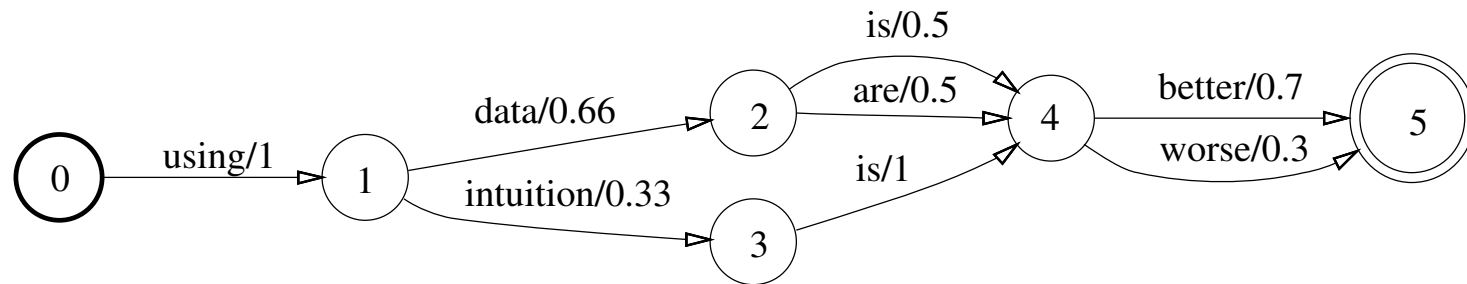 is/0.5
data/0.66
are/0.5
better/0.7
2
4
5
using/1
worse/0.3
0
1
is/1
intuition/0.33
3